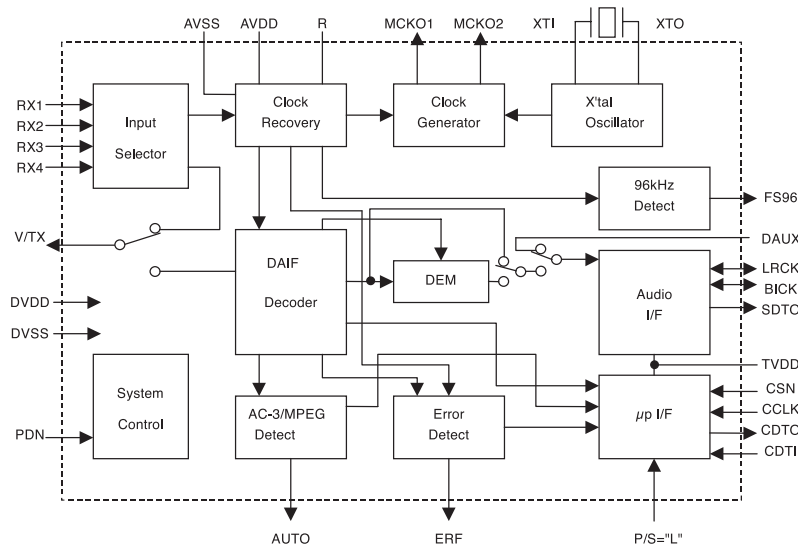 AVSS AVDD R MCKO1 MCKO2 XTI XTO
RX1
RX2
RX3
RX4
Input
Selector
Clock
Recovery
Clock
Generator
X'tal
Oscillator
96kHz
Detect
FS96
V/TX
DAIF
Decoder
DEM
DAUX
Audio
I/F
LRCK
BICK
SDTO
DVDD
DVSS
TVDD
System
Control
PDN
AC-3/MPEG
Detect
Error
Detect
µp I/F
CSN
CCLK
CDTO
CDTI
AUTO ERF P/S="L"